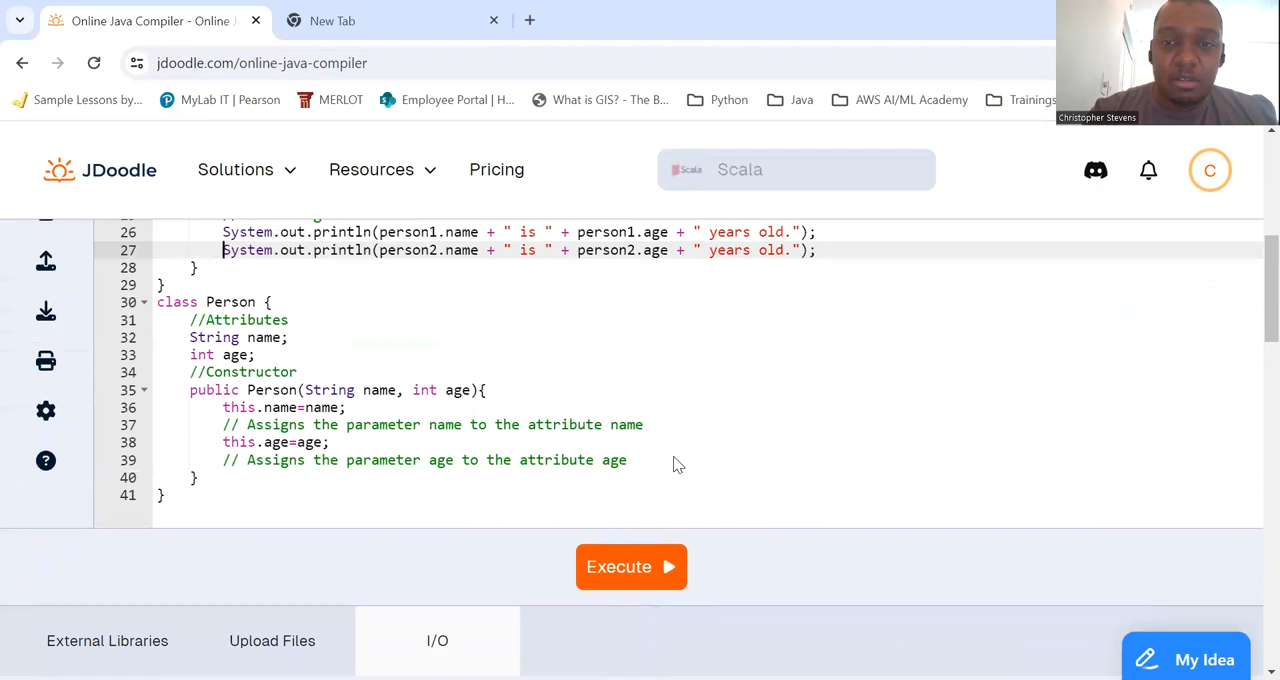 Online Java Compiler - Online J
New Tab
jdoodle.com/online-java-compiler
Sample Lessons by... MyLab IT | Pearson MERLOT Employee Portal | H... What is GIS? - The B... Python Java AWS AI/ML Academy Trainings
Christopher Stevens
JDoodle Solutions Resources Pricing Scala Scala C
26 System.out.println(person1.name + " is " + person1.age + " years old.");
27 System.out.println(person2.name + " is " + person2.age + " years old.");
28 }
29 }
30 class Person {
31 //Attributes
32 String name;
33 int age;
34 //Constructor
35 public Person(String name, int age){
36 this.name=name;
37 // Assigns the parameter name to the attribute name
38 this.age=age;
39 // Assigns the parameter age to the attribute age
40 }
41 }
Execute
External Libraries Upload Files I/O
My Idea